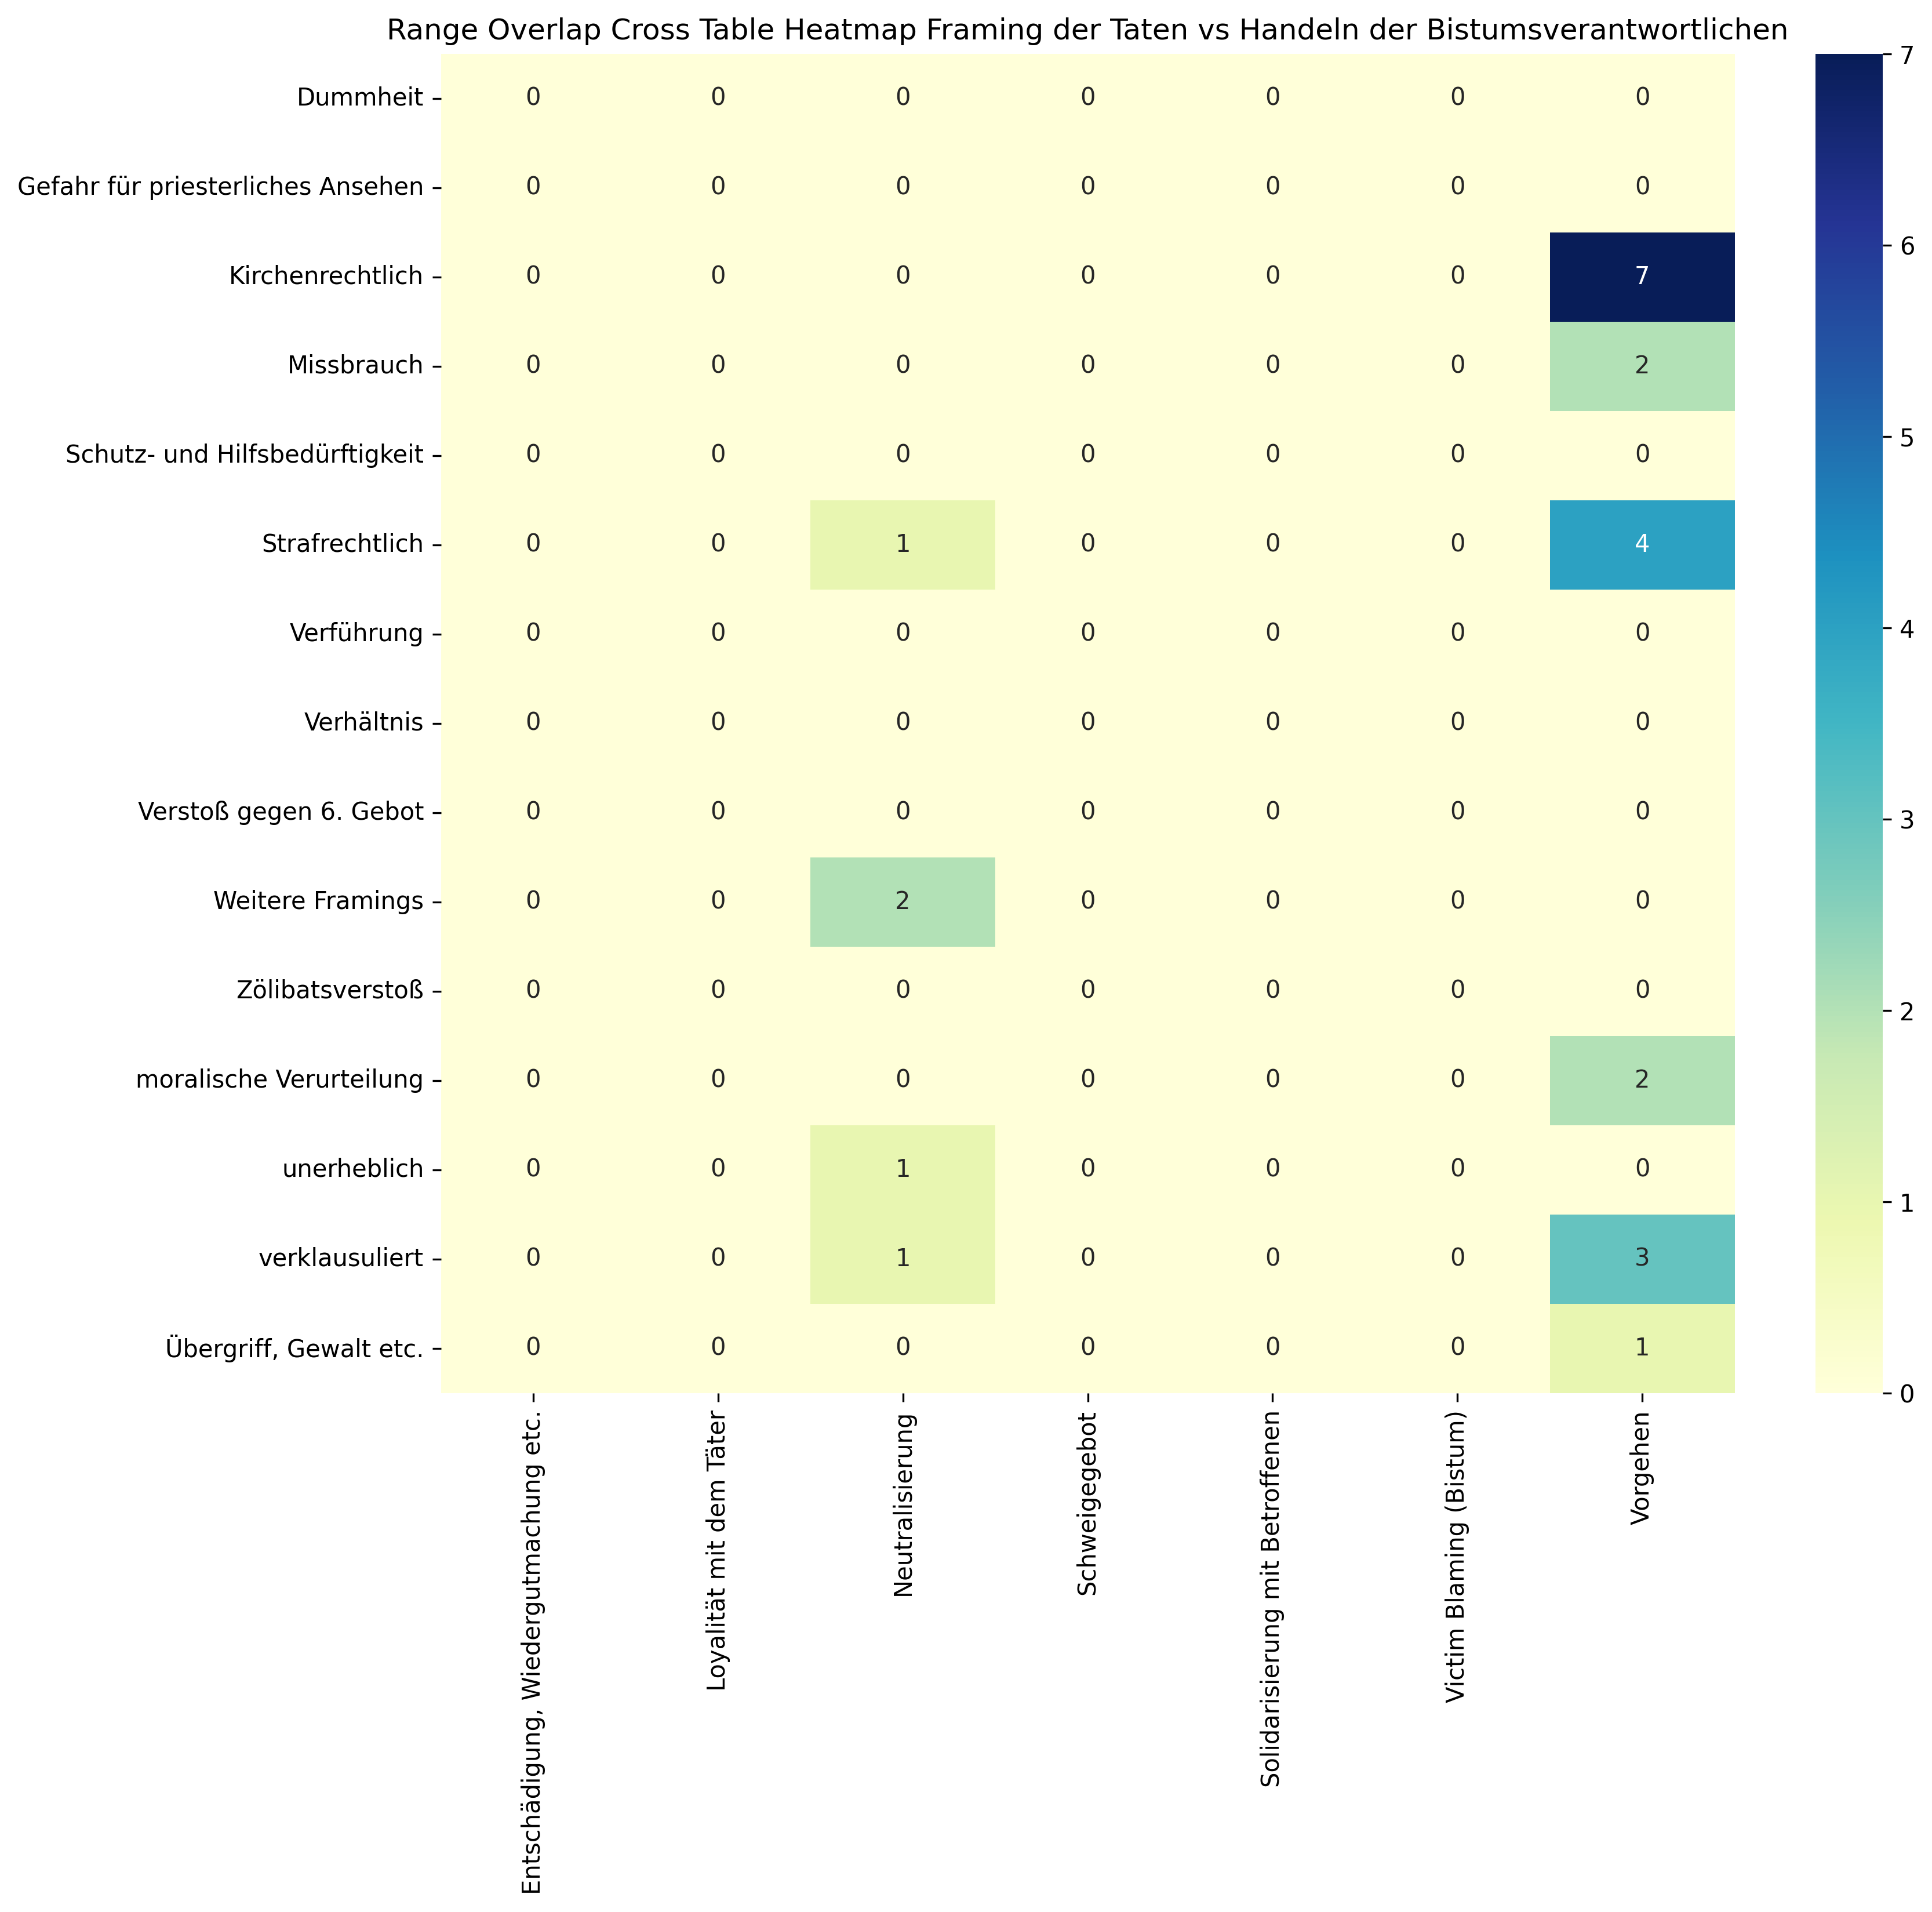 Range Overlap Cross Table Heatmap Framing der Taten vs Handeln der Bistumsverantwortlichen
Dummheit 0 0 0 0 0 0 0
Gefahr für priesterliches Ansehen 0 0 0 0 0 0 0
Kirchenrechtlich 0 0 0 0 0 0 7
Missbrauch 0 0 0 0 0 0 2
Schutz- und Hilfsbedürftigkeit 0 0 0 0 0 0 0
Strafrechtlich 0 0 1 0 0 0 4
Verführung 0 0 0 0 0 0 0
Verhältnis 0 0 0 0 0 0 0
Verstoß gegen 6. Gebot 0 0 0 0 0 0 0
Weitere Framings 0 0 2 0 0 0 0
Zölibatsverstoß 0 0 0 0 0 0 0
moralische Verurteilung 0 0 0 0 0 0 2
unerheblich 0 0 1 0 0 0 0
verklausuliert 0 0 1 0 0 0 3
Übergriff, Gewalt etc. 0 0 0 0 0 0 1
Entschädigung, Wiedergutmachung etc.
Loyalität mit dem Täter
Neutralisierung
Schweigegebot
Solidarisierung mit Betroffenen
Victim Blaming (Bistum)
Vorgehen
7
6
5
4
3
2
1
0